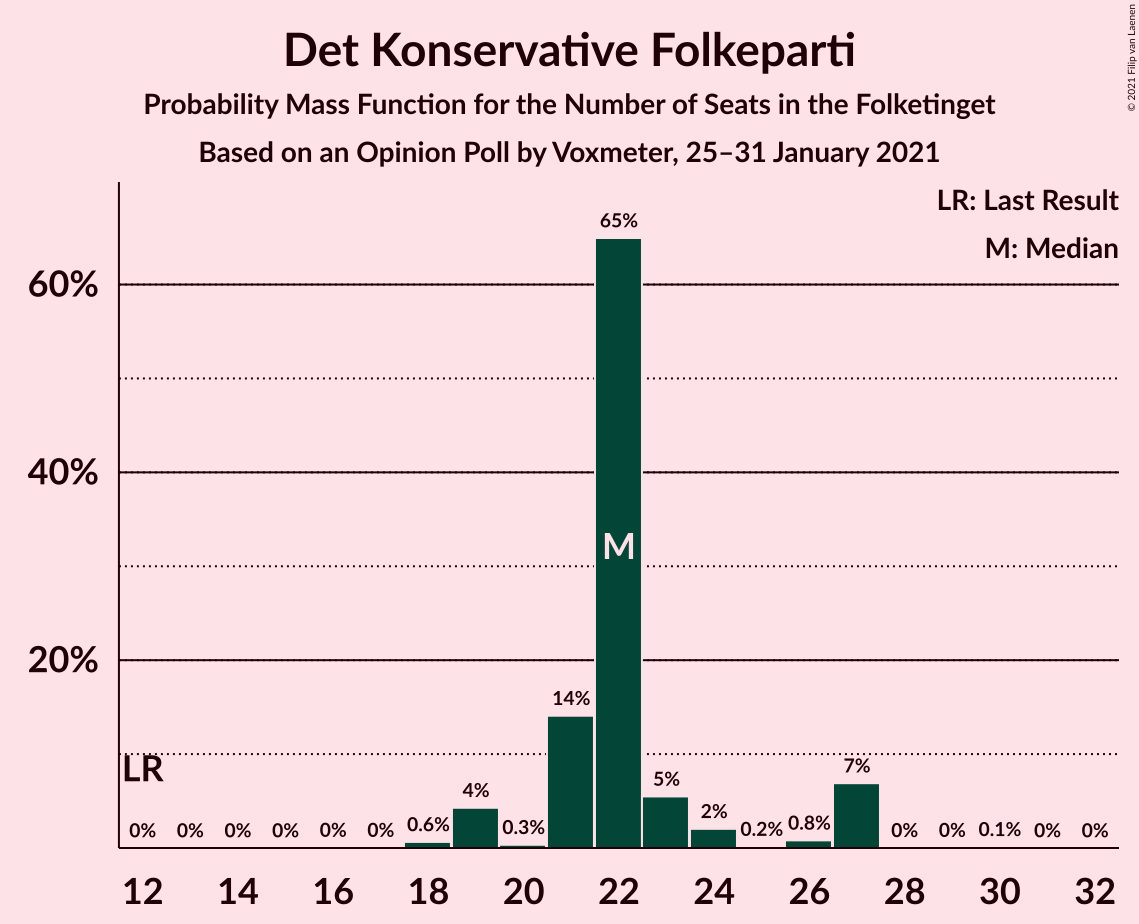 Det Konservative Folkeparti
Probability Mass Function for the Number of Seats in the Folketinget
Based on an Opinion Poll by Voxmeter, 25–31 January 2021
© 2021 Filip van Laenen
LR: Last Result
M: Median
65%
60%
40%
M
20%
14%
LR
7%
5%
4%
2%
0% 0% 0% 0% 0% 0% 0.6% 0.3% 0.2% 0.8% 0% 0% 0.1% 0% 0%
12 14 16 18 20 22 24 26 28 30 32